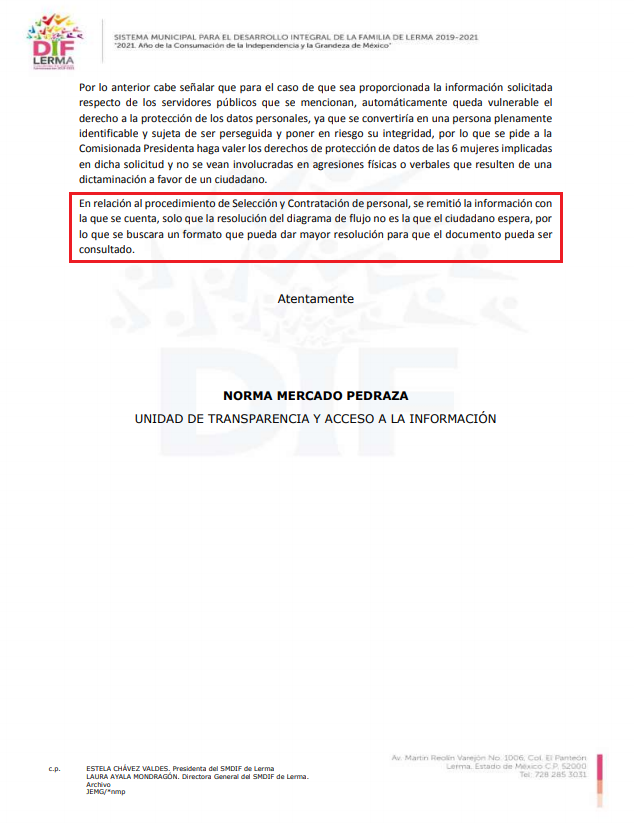 DIF
LERMA
SISTEMA MUNICIPAL PARA EL DESARROLLO INTEGRAL DE LA FAMILIA DE LERMA 2019-2021
"2021. Año de la Consumación de la Independencia y la Grandeza de México"
Por lo anterior cabe señalar que para el caso de que sea proporcionada la información solicitada
respecto de los servidores públicos que se mencionan, automáticamente queda vulnerable el
derecho a la protección de los datos personales, ya que se convertiría en una persona plenamente
identificable y sujeta de ser perseguida y poner en riesgo su integridad, por lo que se pide a la
Comisionada Presidenta haga valer los derechos de protección de datos de las 6 mujeres implicadas
en dicha solicitud y no se vean involucradas en agresiones físicas o verbales que resulten de una
dictaminación a favor de un ciudadano.
En relación al procedimiento de Selección y Contratación de personal, se remitió la información con
la que se cuenta, solo que la resolución del diagrama de flujo no es la que el ciudadano espera, por
lo que se buscara un formato que pueda dar mayor resolución para que el documento pueda ser
consultado.
Atentamente
DIF
NORMA MERCADO PEDRAZA
UNIDAD DE TRANSPARENCIA Y ACCESO A LA INFORMACIÓN
Av. Martin Reolin Varejón No. 1006, Col. El Panteón
Lerma, Estado de México C.P. 52000
Tel: 728 285 3031
c.p. ESTELA CHÁVEZ VALDES. Presidenta del SMDIF de Lerma
LAURA AYALA MONDRAGÓN. Directora General del SMDIF de Lerma.
Archivo
JEMG/*nmp